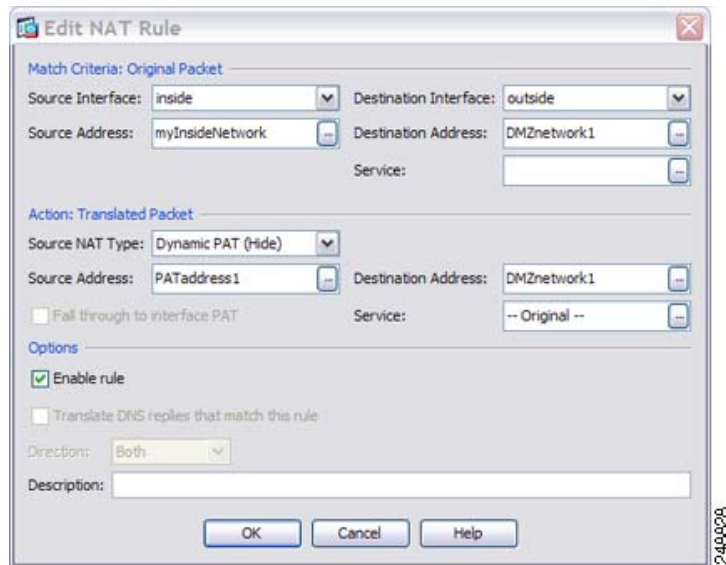 Edit NAT Rule
Match Criteria: Original Packet
Source Interface: inside Destination Interface: outside
Source Address: myInsideNetwork ... Destination Address: DMZnetwork1 ...
Service: ...
Action: Translated Packet
Source NAT Type: Dynamic PAT (Hide)
Source Address: PATaddress1 ... Destination Address: DMZnetwork1 ...
Fall through to interface PAT Service: -- Original -- ...
Options
Enable rule
Translate DNS replies that match this rule
Direction: Both
Description:
OK Cancel Help
248828